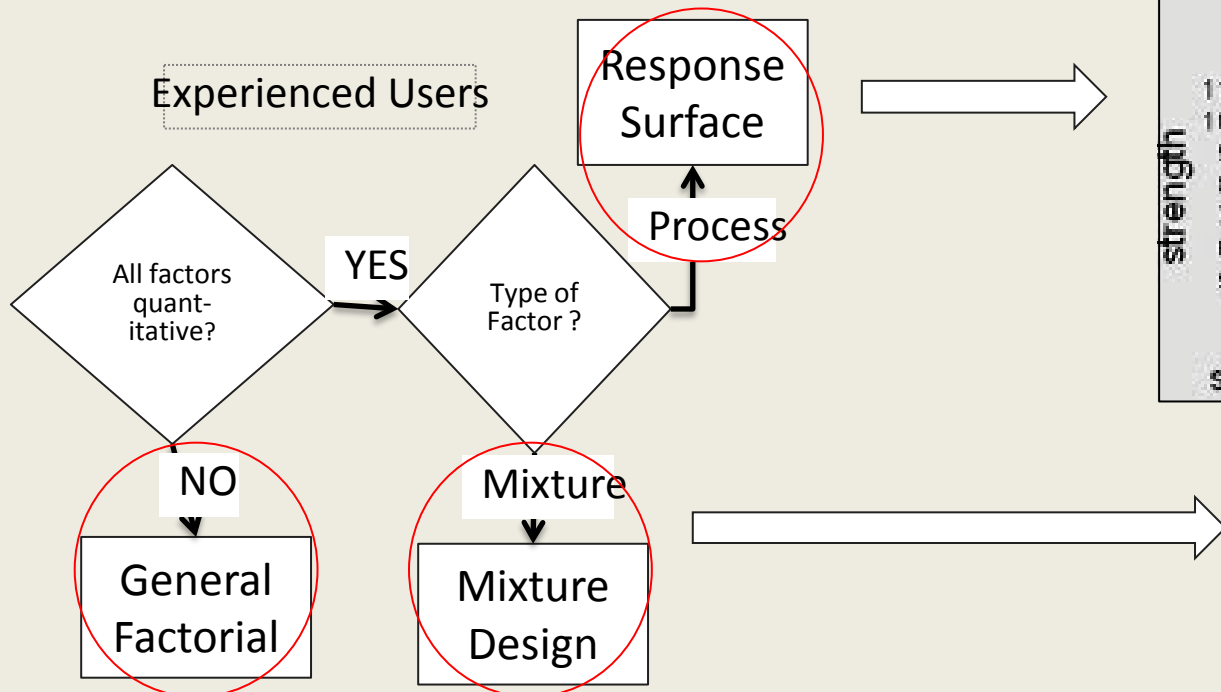 Experienced Users
Response
Surface
Process
YES
All factors
quant-
itative?
Type of
Factor ?
NO
Mixture
General
Factorial
Mixture
Design
strength